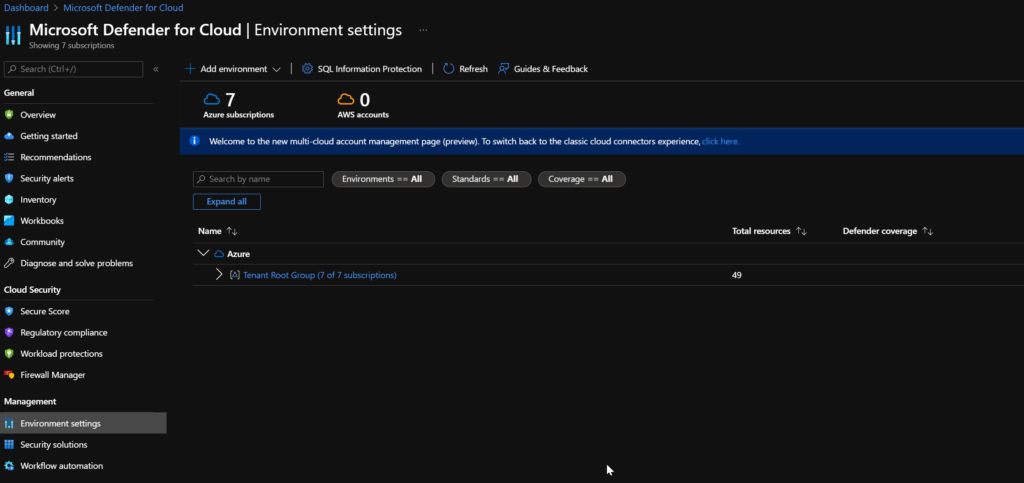 Dashboard > Microsoft Defender for Cloud >
Microsoft Defender for Cloud | Environment settings ...
Showing 7 subscriptions
Search (Ctrl+/) «
General
Overview
Getting started
Recommendations
Security alerts
Inventory
Workbooks
Community
Diagnose and solve problems
Cloud Security
Secure Score
Regulatory compliance
Workload protections
Firewall Manager
Management
Environment settings
Security solutions
Workflow automation
+ Add environment | SQL Information Protection | Refresh Guides & Feedback
7 0
Azure subscriptions AWS accounts
Welcome to the new multi-cloud account management page (preview). To switch back to the classic cloud connectors experience, click here.
Search by name Environments == All Standards == All Coverage == All
Expand all
Name ↑↓ Total resources ↑↓ Defender coverage ↑↓
Azure
Tenant Root Group (7 of 7 subscriptions) 49